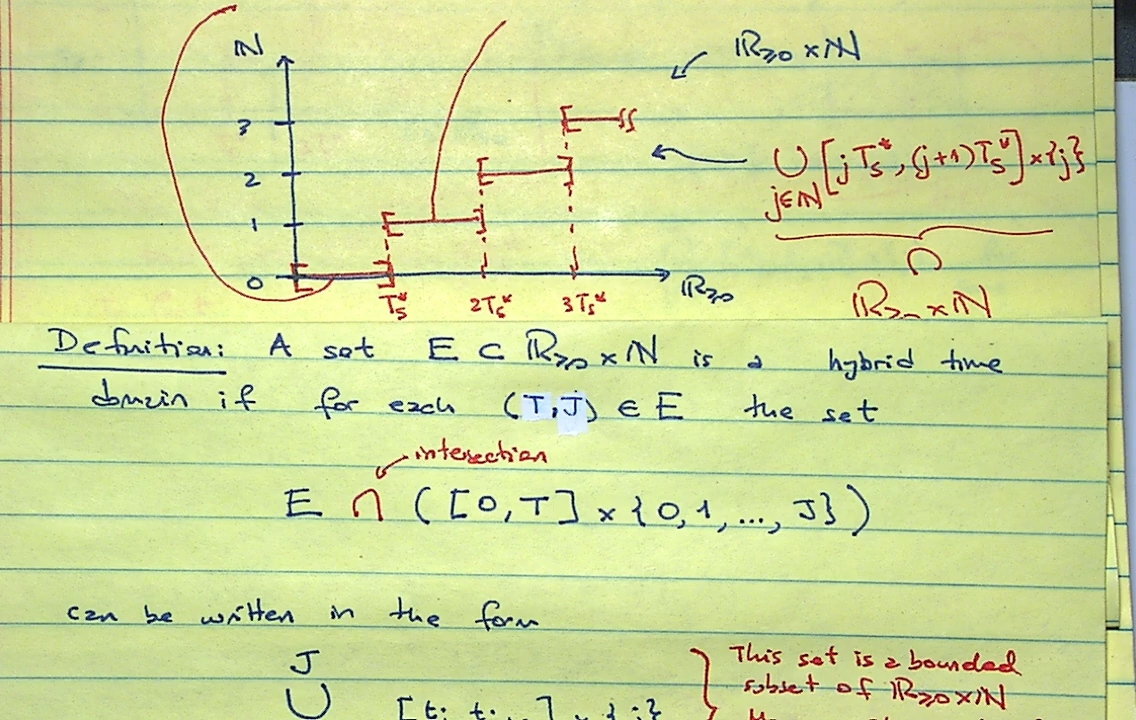 ℕ
ℝ≥0 × ℕ
3
2
1
0
T_s^*
2T_s^*
3T_s^*
ℝ≥0
∪ [jT_s^*, (j+1)T_s^*] × {j}
j∈ℕ
∩
ℝ≥0 × ℕ
Definition: A set E ⊂ ℝ≥0 × ℕ is a hybrid time
domain if for each (T,J) ∈ E the set
intersection
E ∩ ([0,T] × {0,1,...,J})
can be written in the form
J
∪ [t_j, t_
] × {j}
This set is a bounded
subset of ℝ≥0 × ℕ